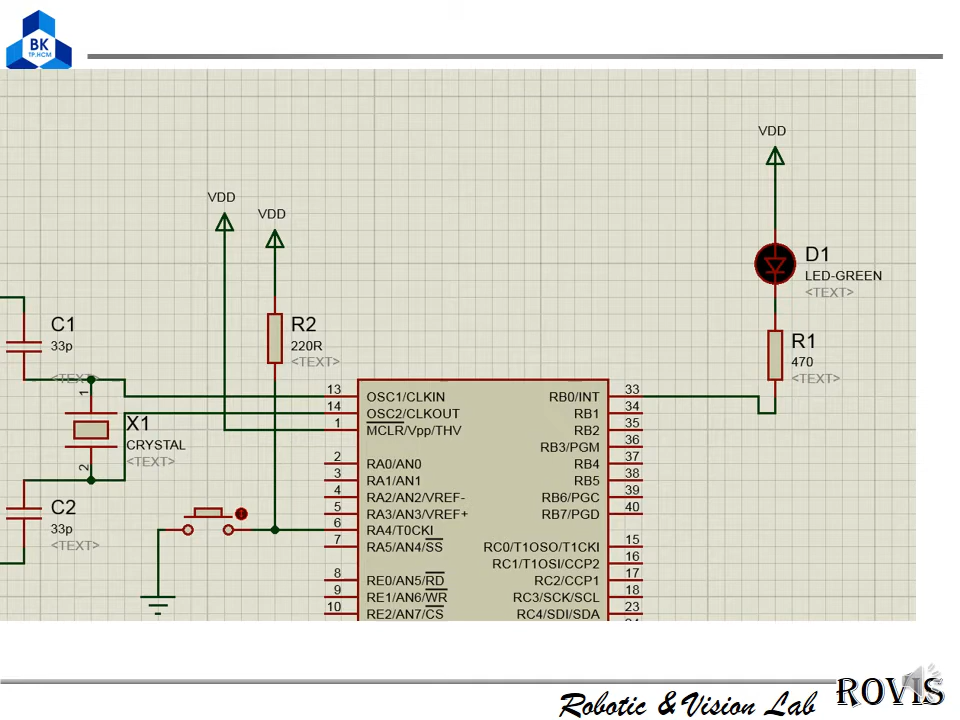 BK
TP.HCM
VDD
VDD
VDD
D1
LED-GREEN
<TEXT>
C1
33p
<TEXT>
R2
220R
<TEXT>
R1
470
<TEXT>
1
X1
CRYSTAL
<TEXT>
2
C2
33p
<TEXT>
13 OSC1/CLKIN RB0/INT 33
14 OSC2/CLKOUT RB1 34
1 MCLR/Vpp/THV RB2 35
RB3/PGM 36
2 RA0/AN0 RB4 37
3 RA1/AN1 RB5 38
4 RA2/AN2/VREF- RB6/PGC 39
5 RA3/AN3/VREF+ RB7/PGD 40
6 RA4/T0CKI
7 RA5/AN4/SS RC0/T1OSO/T1CKI 15
RC1/T1OSI/CCP2 16
8 RE0/AN5/RD RC2/CCP1 17
9 RE1/AN6/WR RC3/SCK/SCL 18
10 RE2/AN7/CS RC4/SDI/SDA 23
Robotic & Vision Lab ROVIS